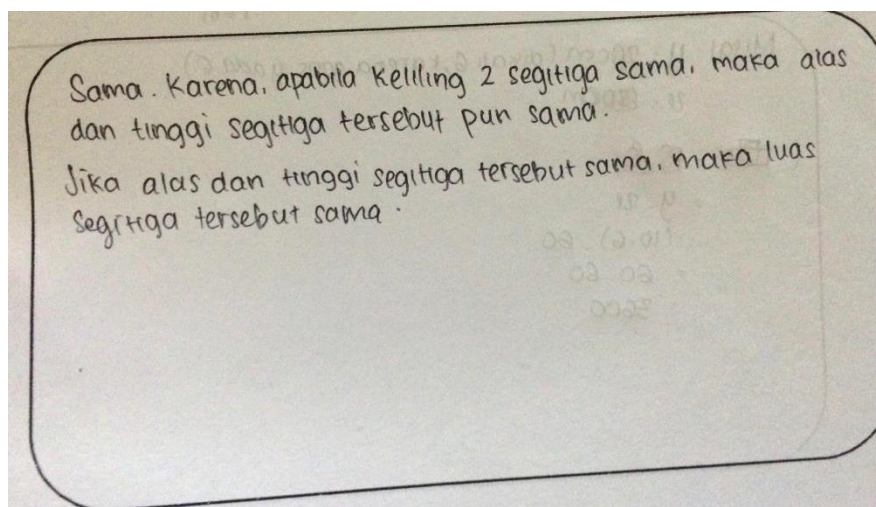 Sama. Karena, apabila keliling 2 segitiga sama, maka alas
dan tinggi segitiga tersebut pun sama.
Jika alas dan tinggi segitiga tersebut sama, maka luas
segitiga tersebut sama.